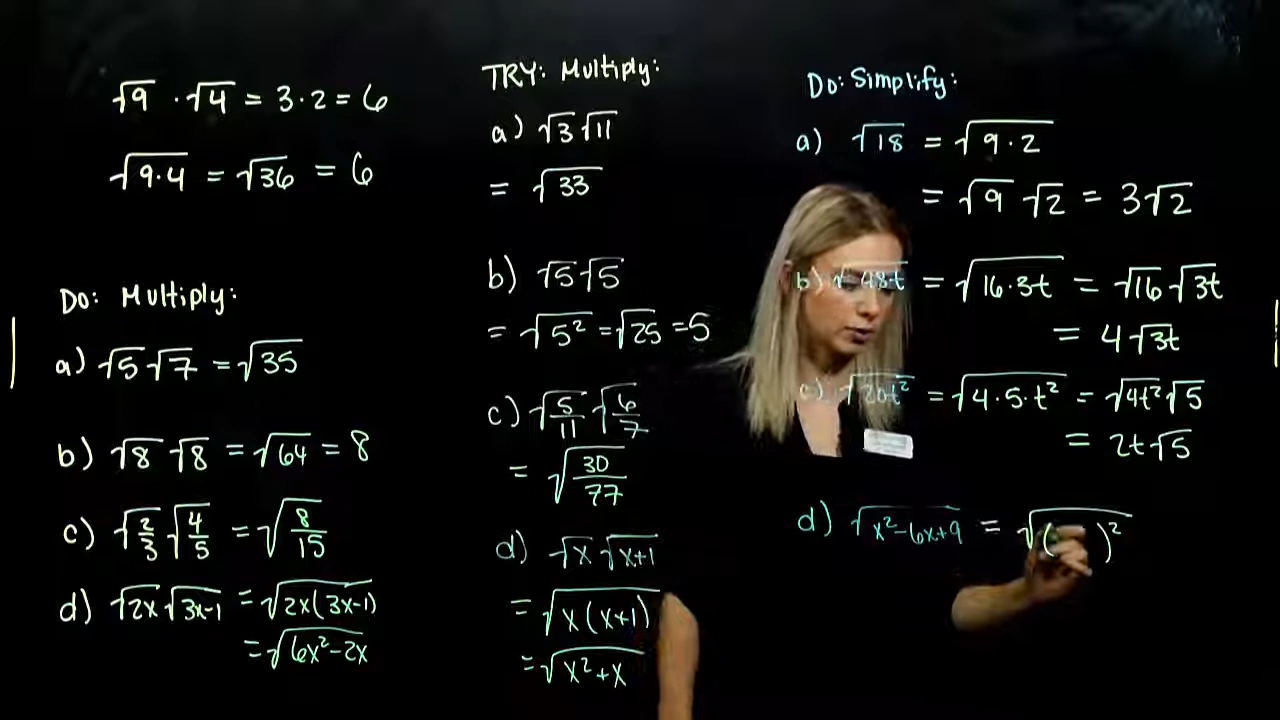 √9 · √4 = 3 · 2 = 6
√(9·4) = √36 = 6
Do: Multiply:
a) √5√7 = √35
b) √8 √8 = √64 = 8
c) √(2/3) √(4/5) = √(8/15)
d) √2x √(3x-1) = √(2x(3x-1))
= √(6x²-2x)
TRY: Multiply:
a) √3√11
= √33
b) √5√5
= √5² = √25 = 5
c) √(5/11) √(6/7)
= √(30/77)
d) √x √(x+1)
= √(x(x+1))
= √(x²+x)
Do: Simplify:
a) √18 = √(9·2)
= √9 √2 = 3√2
b) √48t = √(16·3t) = √16 √3t
= 4√3t
c) √20t² = √(4·5·t²) = √4t² √5
= 2t√5
d) √(x²-6x+9) = √( )²